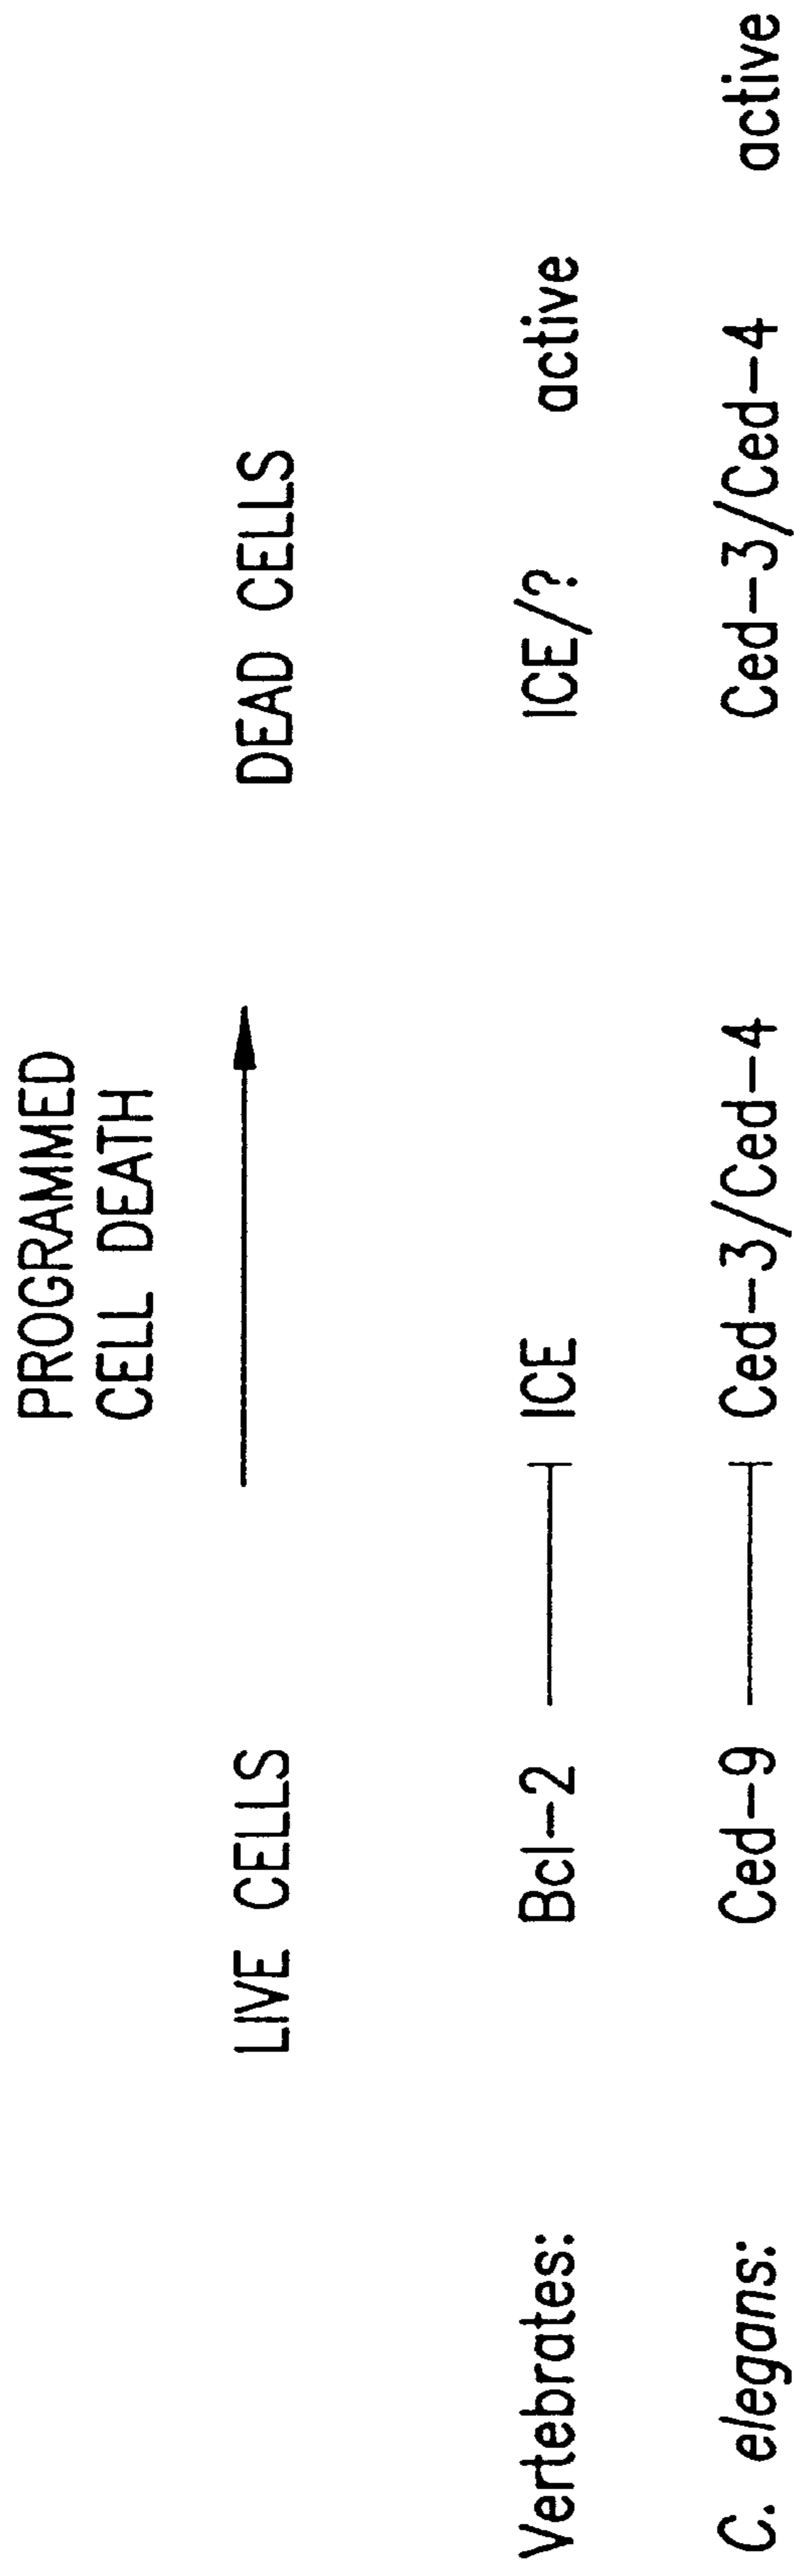 PROGRAMMED
CELL DEATH
LIVE CELLS DEAD CELLS
Vertebrates: Bcl-2 ICE ICE/? active
C. elegans: Ced-9 Ced-3/Ced-4 Ced-3/Ced-4 active